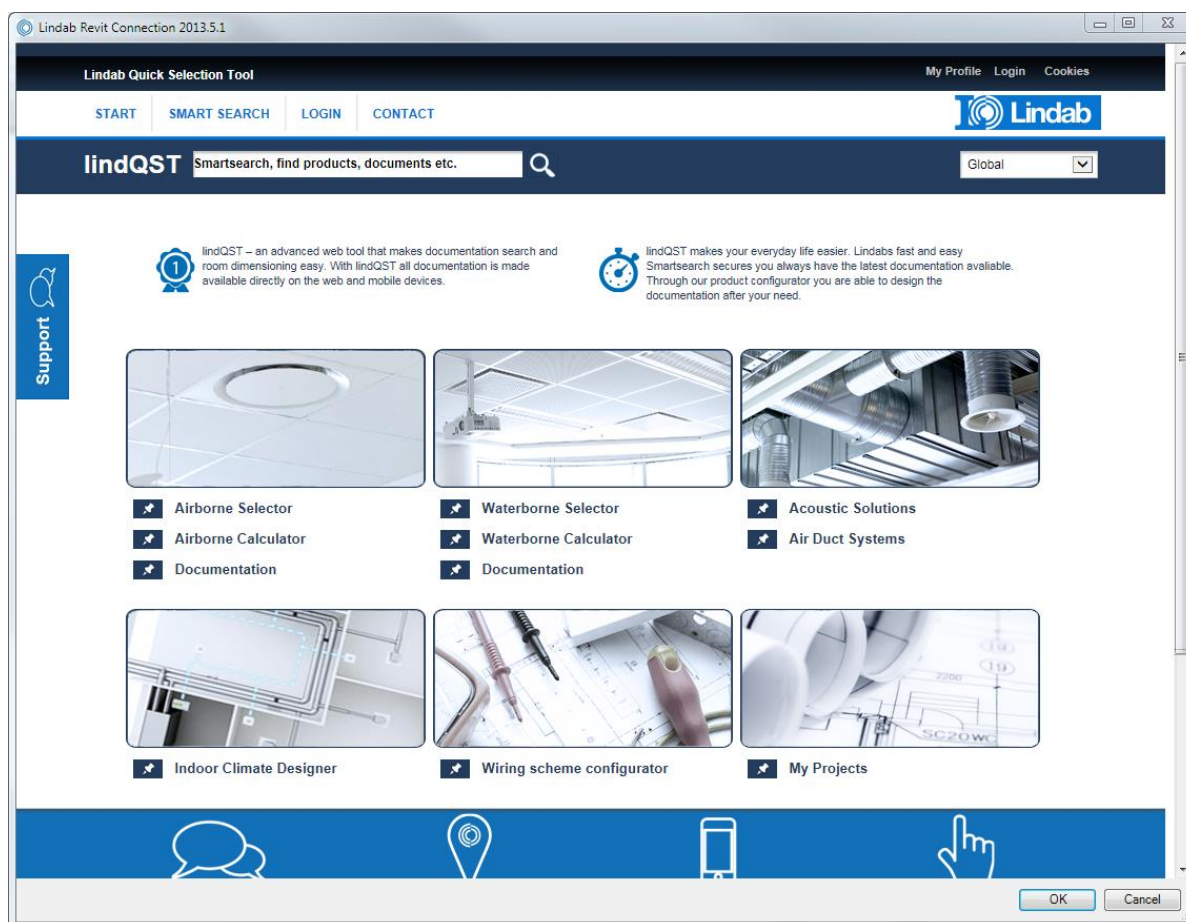 Lindab Revit Connection 2013.5.1
Lindab Quick Selection Tool
My Profile Login Cookies
START SMART SEARCH LOGIN CONTACT
Lindab
lindQST Smartsearch, find products, documents etc.
Global
lindQST – an advanced web tool that makes documentation search and
room dimensioning easy. With lindQST all documentation is made
available directly on the web and mobile devices.
lindQST makes your everyday life easier. Lindabs fast and easy
Smartsearch secures you always have the latest documentation avaliable.
Through our product configurator you are able to design the
documentation after your need.
1
Support
Airborne Selector
Airborne Calculator
Documentation
Waterborne Selector
Waterborne Calculator
Documentation
Acoustic Solutions
Air Duct Systems
19
19
2200
SC20WC
Indoor Climate Designer
Wiring scheme configurator
My Projects
OK Cancel